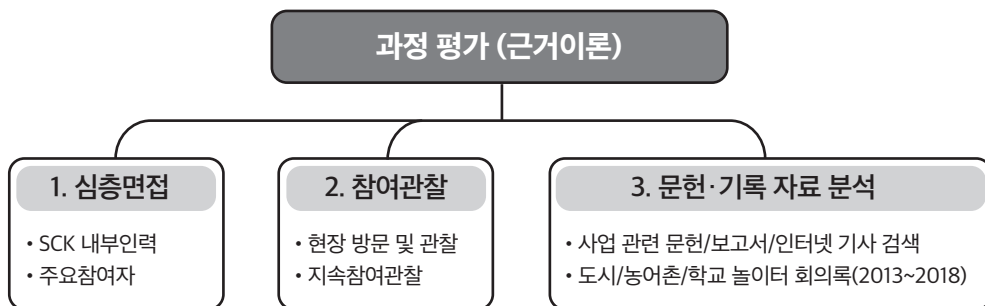 과정 평가 (근거이론)
1. 심층면접
• SCK 내부인력
• 주요참여자
2. 참여관찰
• 현장 방문 및 관찰
• 지속참여관찰
3. 문헌·기록 자료 분석
• 사업 관련 문헌/보고서/인터넷 기사 검색
• 도시/농어촌/학교 놀이터 회의록(2013~2018)